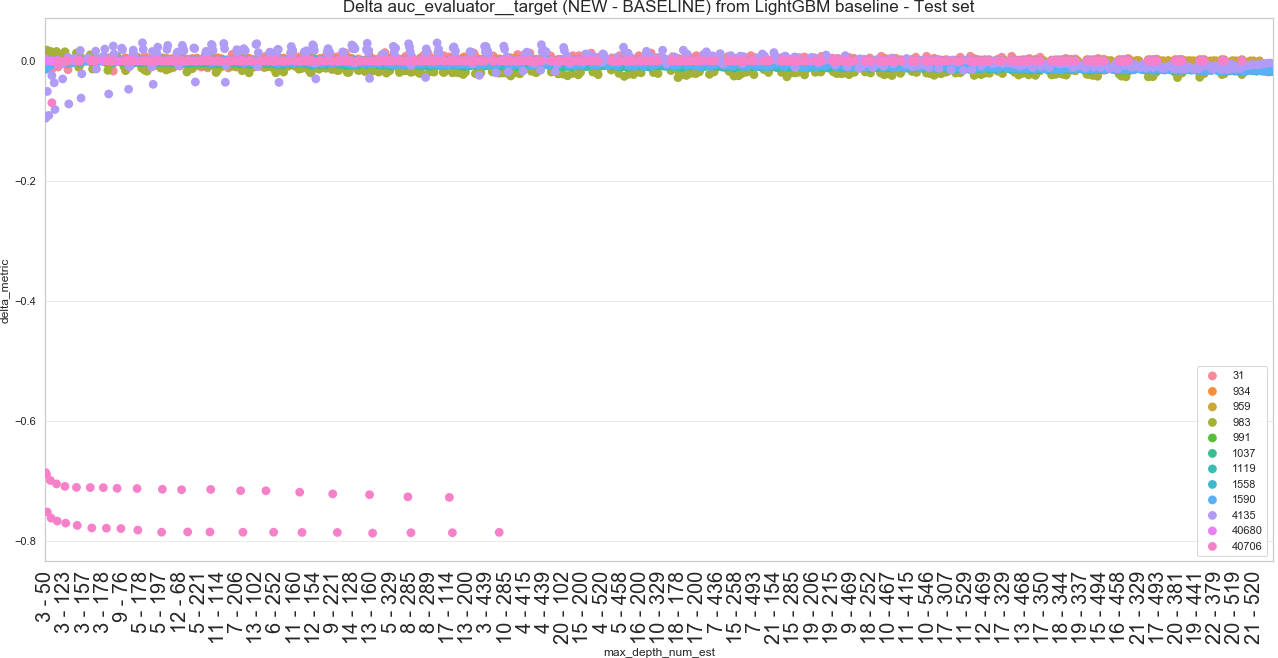 Delta auc_evaluator__target (NEW - BASELINE) from LightGBM baseline - Test set
delta_metric
0.0
−0.2
−0.4
−0.6
−0.8
31
934
959
983
991
1037
1119
1558
1590
4135
40680
40706
3 - 50
3 - 123
3 - 157
3 - 178
9 - 76
5 - 178
5 - 197
12 - 68
5 - 221
11 - 114
7 - 206
13 - 102
6 - 252
11 - 160
12 - 154
9 - 221
14 - 128
13 - 160
5 - 329
8 - 285
8 - 289
17 - 114
13 - 200
3 - 439
10 - 285
4 - 415
4 - 439
20 - 102
15 - 200
4 - 520
5 - 458
16 - 200
10 - 329
18 - 178
17 - 200
7 - 436
15 - 258
7 - 493
21 - 154
15 - 285
19 - 206
19 - 215
9 - 469
18 - 252
10 - 467
11 - 415
10 - 546
17 - 307
11 - 529
12 - 469
17 - 329
13 - 468
17 - 350
18 - 344
19 - 337
15 - 494
16 - 458
21 - 329
17 - 493
20 - 381
19 - 441
22 - 379
20 - 519
21 - 520
max_depth_num_est